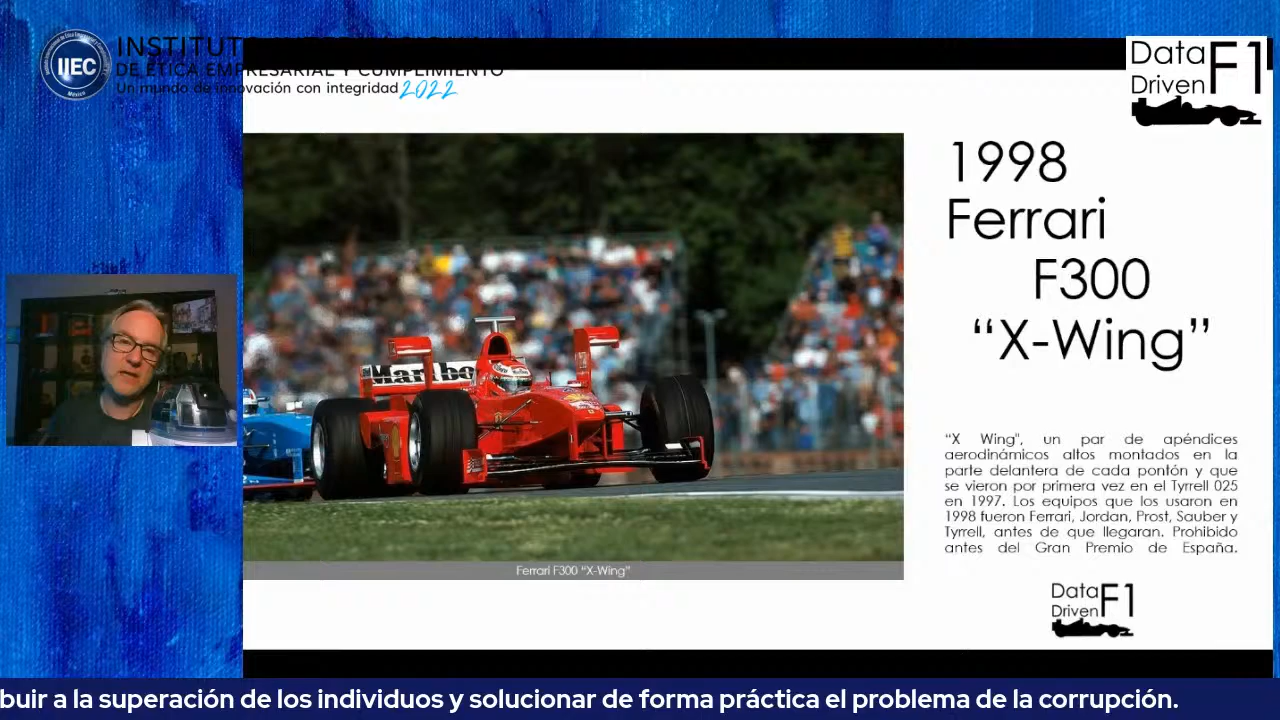 INSTITUT
DE ÉTICA EMPRESARIAL Y CUMPLIMIENTO
Un mundo de innovación con integridad 2022
IIEC
México
Data
Driven F1
1998
Ferrari
F300
“X-Wing”
Marlbo
“X Wing", un par de apéndices
aerodinámicos altos montados en la
parte delantera de cada pontón y que
se vieron por primera vez en el Tyrrell 025
en 1997. Los equipos que los usaron en
1998 fueron Ferrari, Jordan, Prost, Sauber y
Tyrrell, antes de que llegaran. Prohibido
antes del Gran Premio de España.
Ferrari F300 “X-Wing”
Data
Driven F1
buir a la superación de los individuos y solucionar de forma práctica el problema de la corrupción.